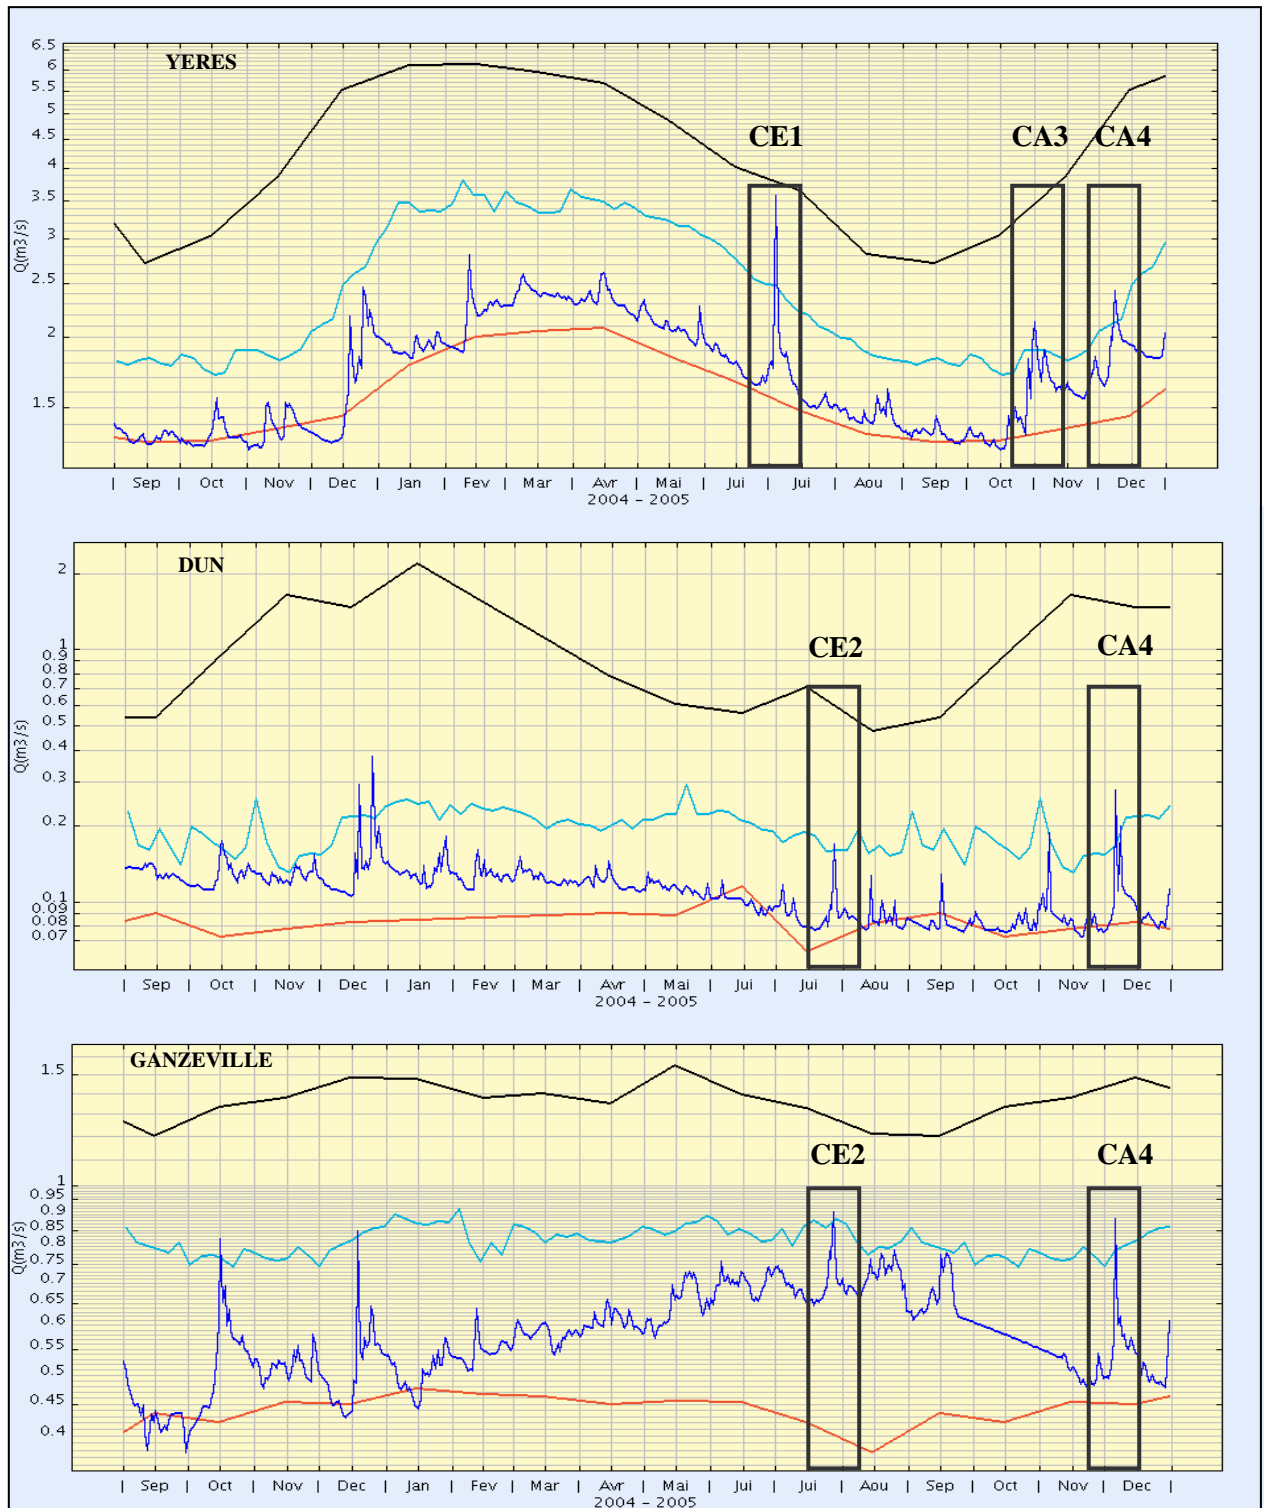 YERES
6.5
6
5.5
5
4.5
4
3.5
3
2.5
2
1.5
Q(m3/s)
CE1
CA3
CA4
| Sep | Oct | Nov | Dec | Jan | Fev | Mar | Avr | Mai | Jui | Jui | Aou | Sep | Oct | Nov | Dec |
2004 - 2005
DUN
2
1
0.9
0.8
0.7
0.6
0.5
0.4
0.3
0.2
0.1
0.09
0.08
0.07
Q(m3/s)
CE2
CA4
| Sep | Oct | Nov | Dec | Jan | Fev | Mar | Avr | Mai | Jui | Jui | Aou | Sep | Oct | Nov | Dec |
2004 - 2005
GANZEVILLE
1.5
1
0.95
0.9
0.85
0.8
0.75
0.7
0.65
0.6
0.55
0.5
0.45
0.4
Q(m3/s)
CE2
CA4
| Sep | Oct | Nov | Dec | Jan | Fev | Mar | Avr | Mai | Jui | Jui | Aou | Sep | Oct | Nov | Dec |
2004 - 2005